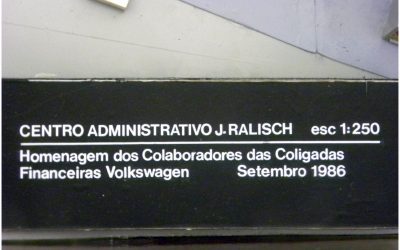 CENTRO ADMINISTRATIVO J. RALISCH esc 1:250
Homenagem dos Colaboradores das Coligadas
Financeiras Volkswagen Setembro 1986